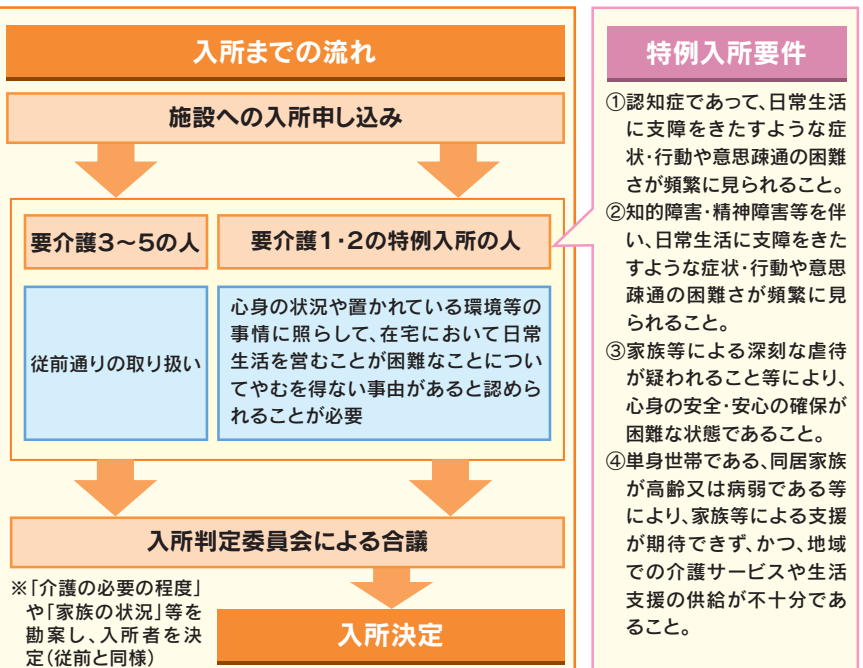 入所までの流れ
施設への入所申し込み
要介護3～5の人
要介護1・2の特例入所の人
従前通りの取り扱い
心身の状況や置かれている環境等の
事情に照らして、在宅において日常
生活を営むことが困難なことについ
てやむを得ない事由があると認めら
れることが必要
入所判定委員会による合議
※「介護の必要の程度」
や「家族の状況」等を
勘案し、入所者を決
定(従前と同様)
入所決定
特例入所要件
①認知症であって、日常生活
に支障をきたすような症
状・行動や意思疎通の困難
さが頻繁に見られること。
②知的障害・精神障害等を伴
い、日常生活に支障をきた
すような症状・行動や意思
疎通の困難さが頻繁に見
られること。
③家族等による深刻な虐待
が疑われること等により、
心身の安全・安心の確保が
困難な状態であること。
④単身世帯である、同居家族
が高齢又は病弱である等
により、家族等による支援
が期待できず、かつ、地域
での介護サービスや生活
支援の供給が不十分であ
ること。